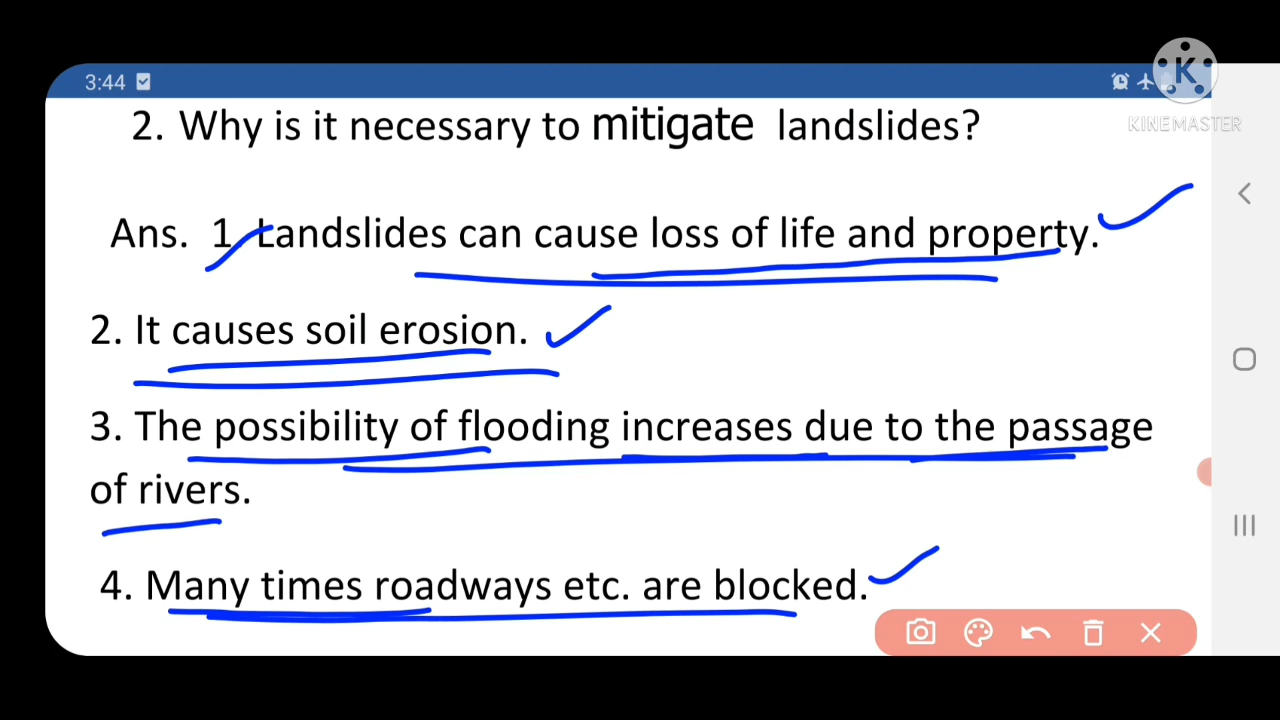 3:44
K
KINEMASTER
2. Why is it necessary to mitigate landslides?
Ans. 1. Landslides can cause loss of life and property.
2. It causes soil erosion.
3. The possibility of flooding increases due to the passage
of rivers.
4. Many times roadways etc. are blocked.